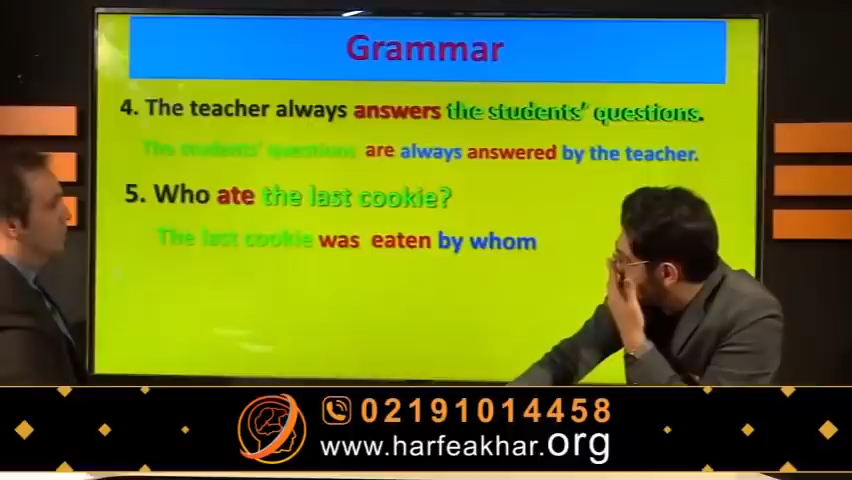 Grammar
4. The teacher always answers the students' questions.
The students' questions are always answered by the teacher.
5. Who ate the last cookie?
The last cookie was eaten by whom
02191014458
www.harfeakhar.org